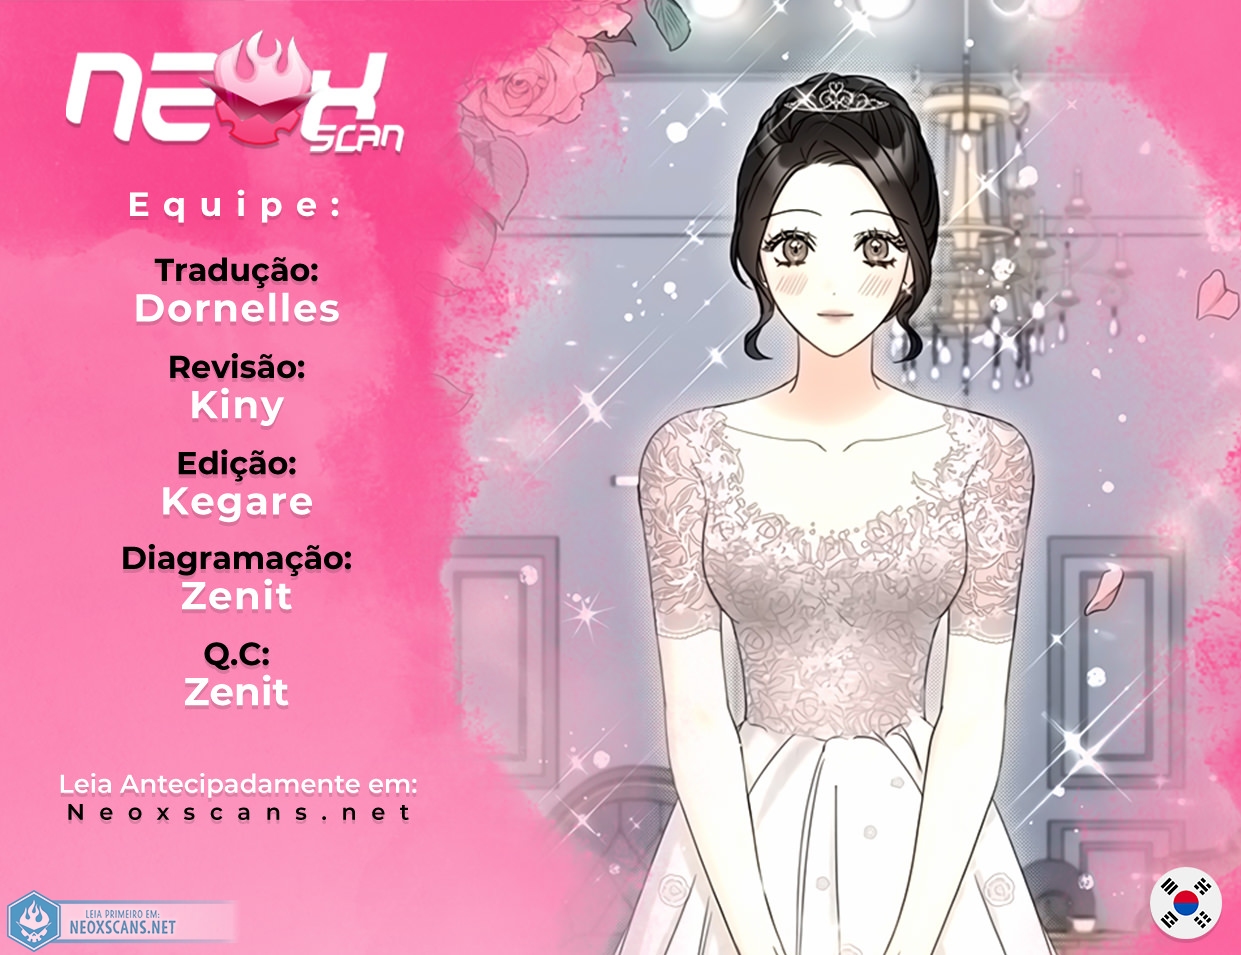 NEOX
SCAN
Equipe:
Tradução:
Dornelles
Revisão:
Kiny
Edição:
Kegare
Diagramação:
Zenit
Q.C:
Zenit
Leia Antecipadamente em:
Neoxscans.net
LEIA PRIMEIRO EM:
NEOXSCANS.NET